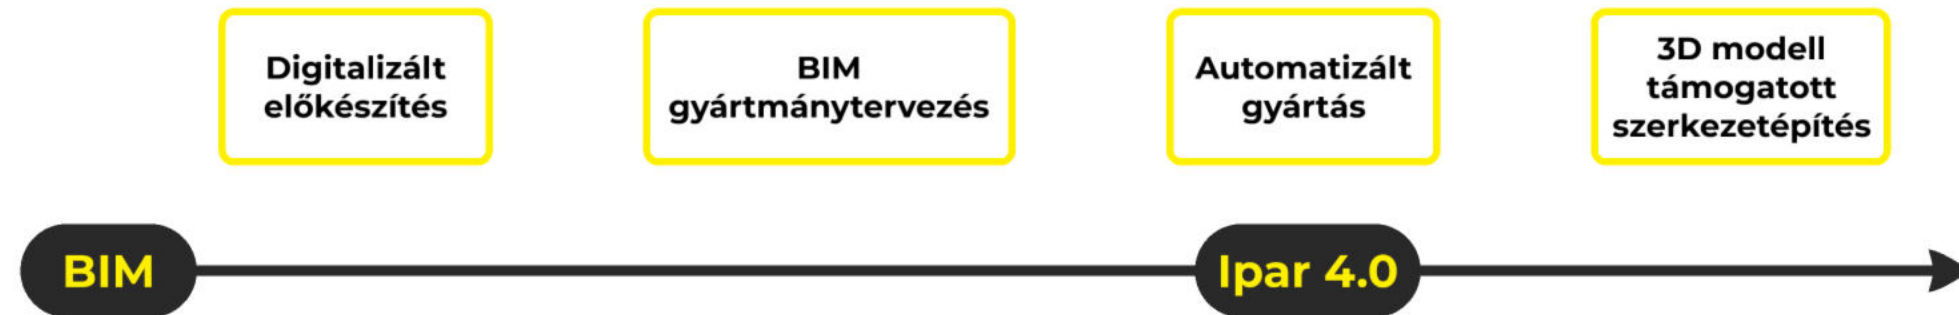 Digitalizált
előkészítés
BIM
gyártmánytervezés
Automatizált
gyártás
3D modell
támogatott
szerkezetépítés
BIM
Ipar 4.0